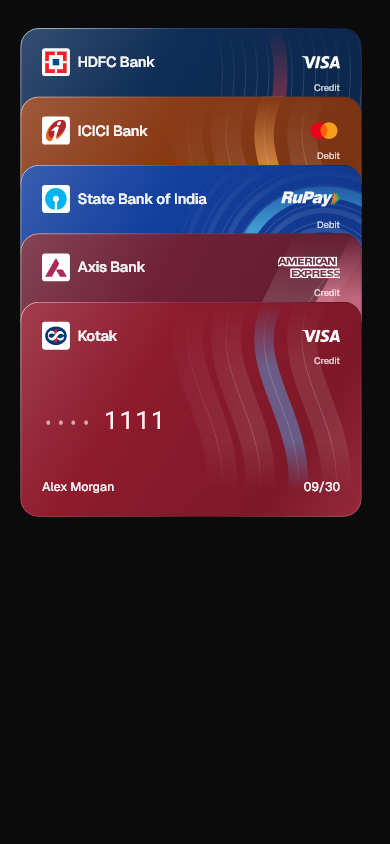 HDFC Bank VISA
Credit
ICICI Bank
Debit
State Bank of India RuPay
Debit
Axis Bank AMERICAN
EXPRESS
Credit
Kotak VISA
Credit
•••• 1111
Alex Morgan 09/30